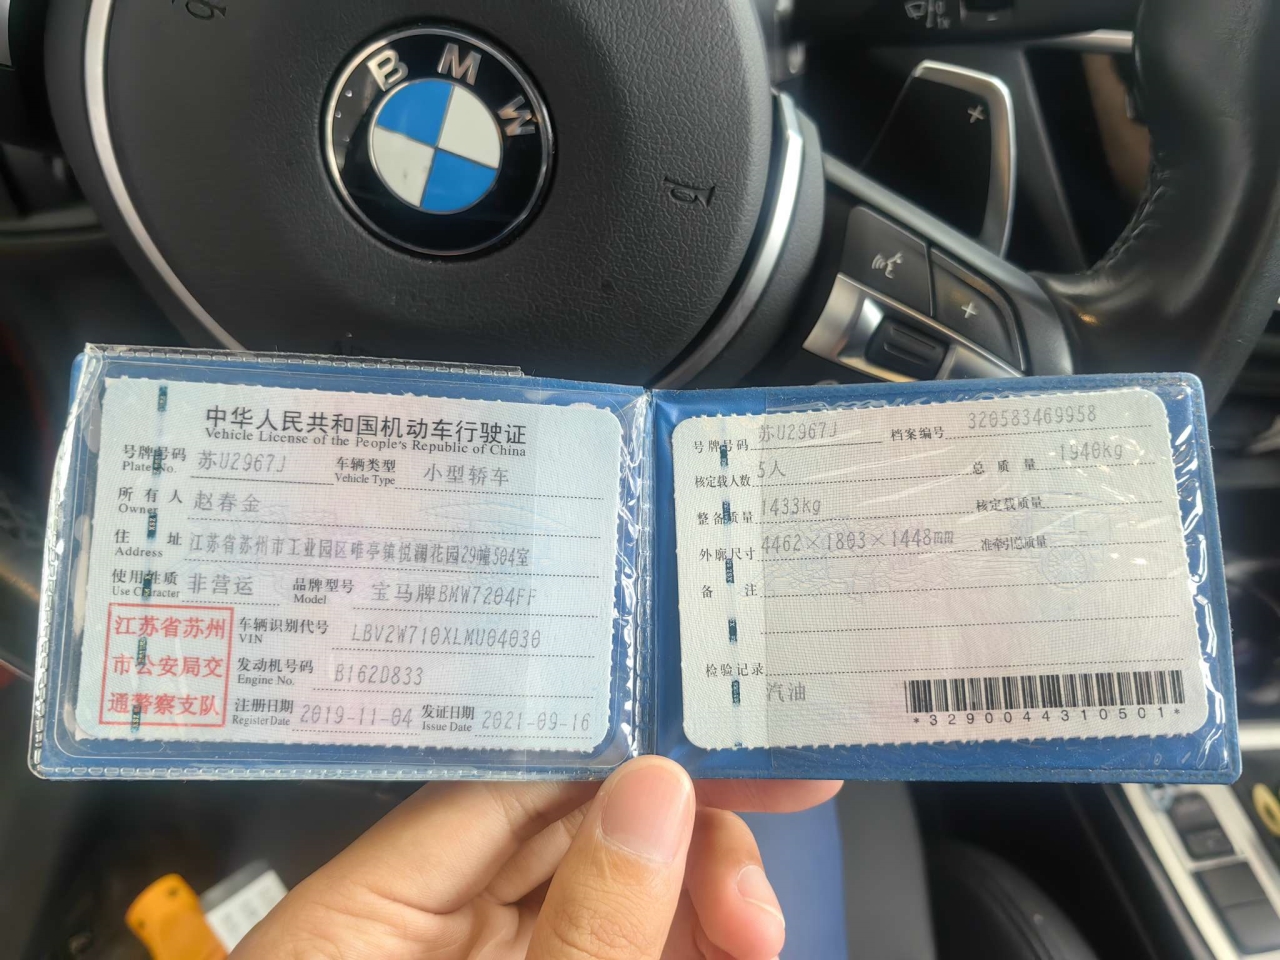 BMW
中华人民共和国机动车行驶证
Vehicle License of the People's Republic of China
号牌号码 苏U2967J 车辆类型 小型轿车
Plate No. Vehicle Type
所有人 赵春金
Owner
住址 江苏省苏州市工业园区唯亭镇悦澜花园29幢504室
Address
使用性质 非营运 品牌型号 宝马牌BMW7204FF
Use Character Model
江苏省苏州
市公安局交
通警察支队
车辆识别代号 LBV2W710XLMU04030
VIN
发动机号码 B162D833
Engine No.
注册日期 2019-11-04 发证日期 2021-09-16
Register Date Issue Date
号牌号码 苏U2967J 档案编号 320583469958
核定载人数 5人 总质量 1940kg
整备质量 1433kg 核定载质量
外廓尺寸 4462×1803×1448mm 准牵引总质量
备注
检验记录
汽油
*3290044310501*